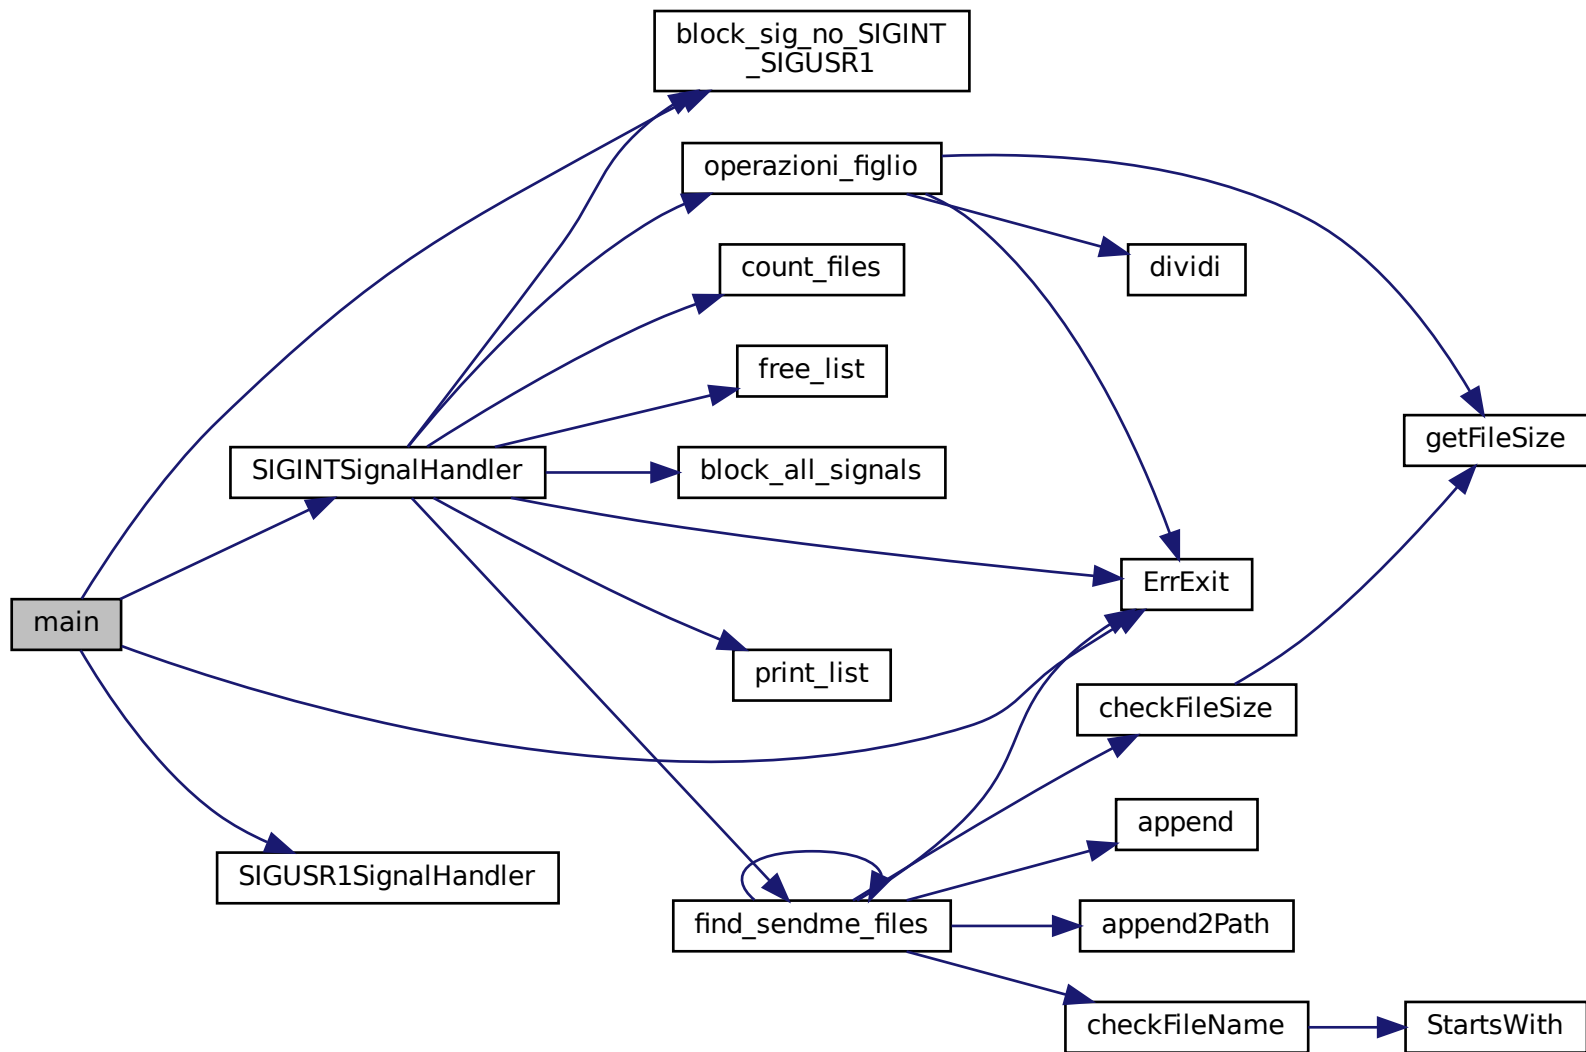 block_sig_no_SIGINT
_SIGUSR1
operazioni_figlio
count_files
dividi
free_list
getFileSize
SIGINTSignalHandler
block_all_signals
ErrExit
main
print_list
checkFileSize
append
SIGUSR1SignalHandler
find_sendme_files
append2Path
checkFileName
StartsWith